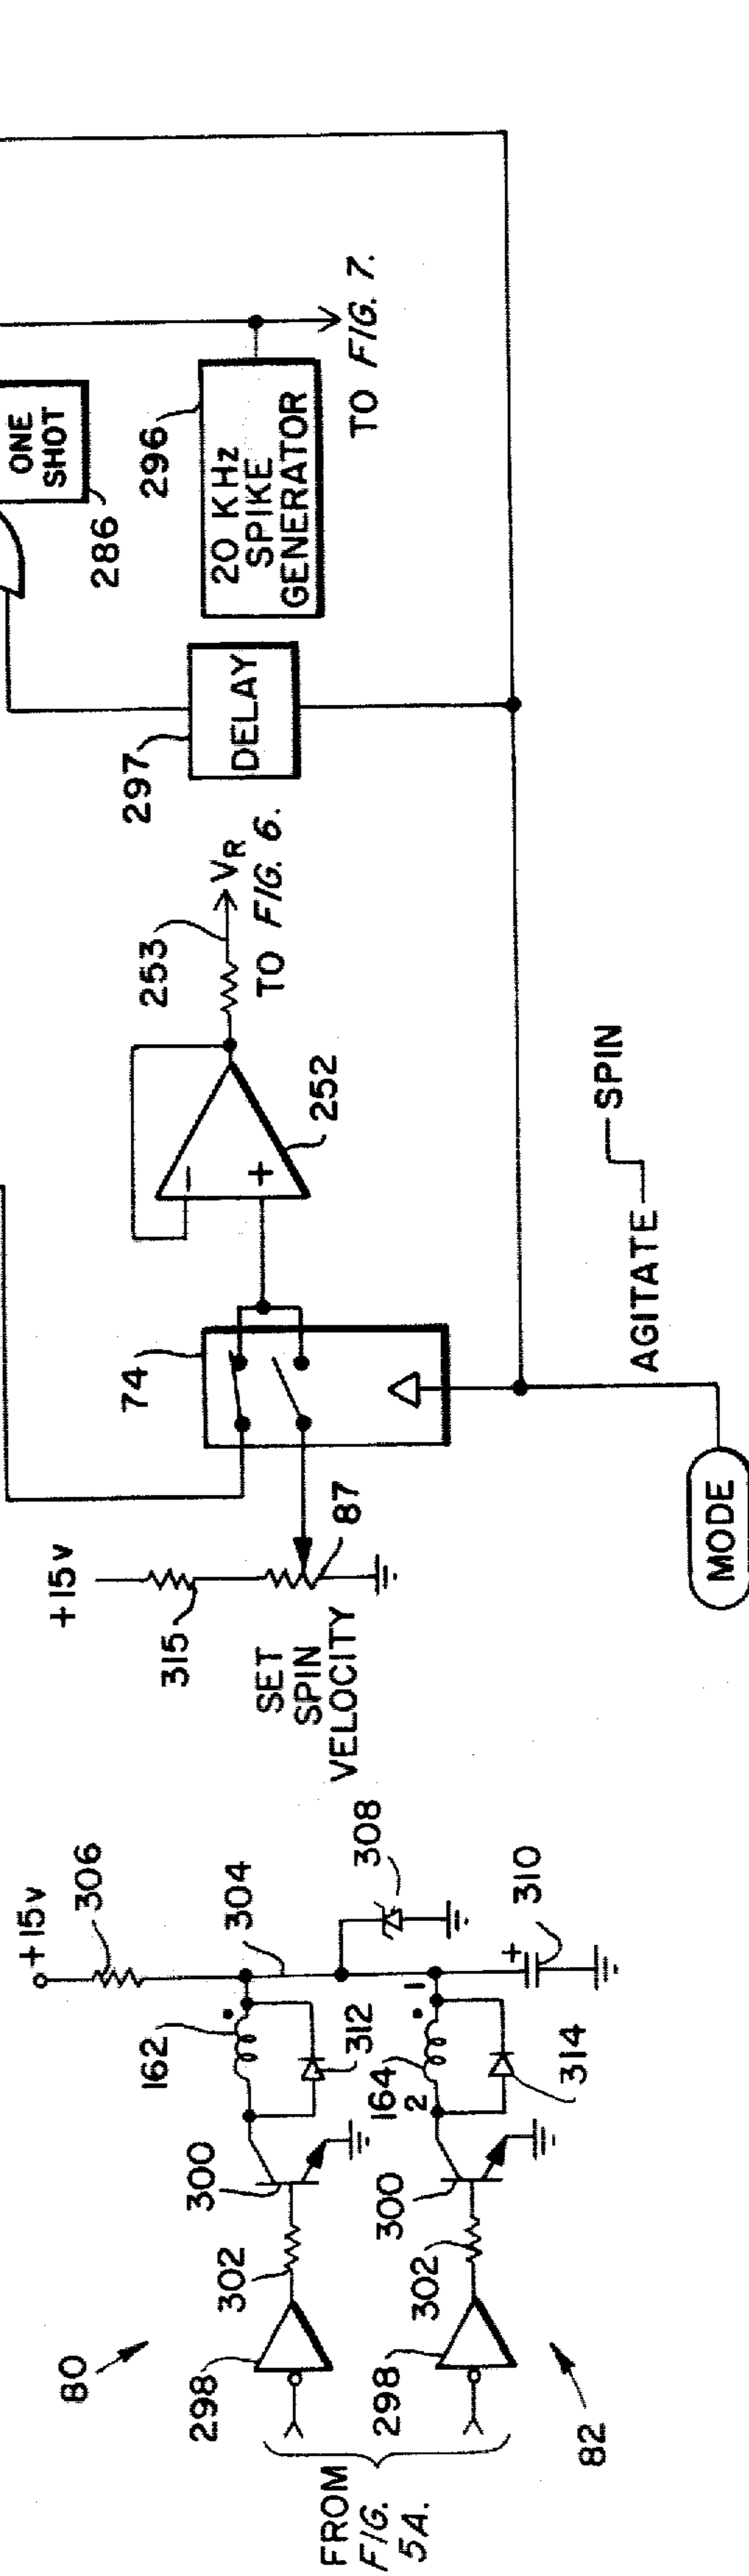 ONE
SHOT
286
296
20 KHz
SPIKE
GENERATOR
TO FIG. 7.
297
DELAY
253
VR
TO FIG. 6.
−
+
252
74
+15v
315
87
SET
SPIN
VELOCITY
SPIN
AGITATE
MODE
+15v
306
304
308
+
310
162
312
1
164
2
314
300
300
302
302
298
298
80
82
FROM
FIG.
5A.